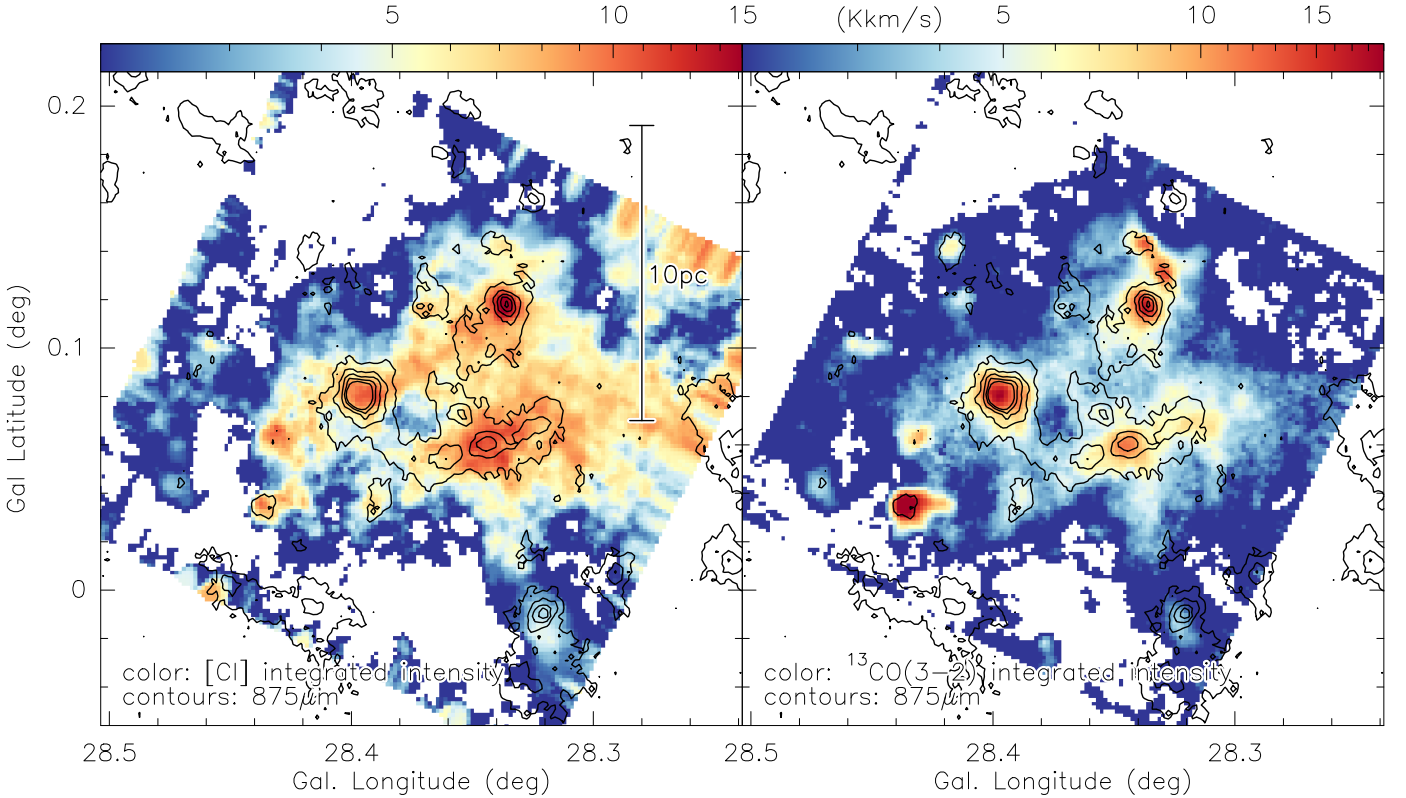 5 10 15 (Kkm/s) 5 10 15
0.2
10pc
0.1
Gal Latitude (deg)
0
color: [CI] integrated intensity color: ¹³CO(3−2) integrated intensity
contours: 875μm contours: 875μm
28.5 28.4 28.3 28.5 28.4 28.3
Gal. Longitude (deg) Gal. Longitude (deg)